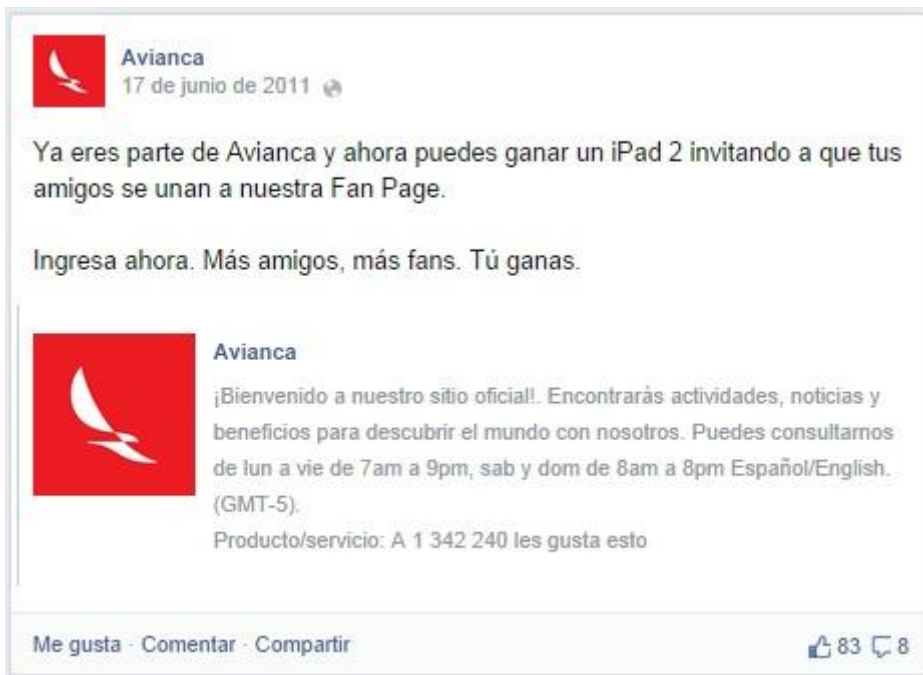 Avianca
17 de junio de 2011
Ya eres parte de Avianca y ahora puedes ganar un iPad 2 invitando a que tus
amigos se unan a nuestra Fan Page.
Ingresa ahora. Más amigos, más fans. Tú ganas.
Avianca
¡Bienvenido a nuestro sitio oficial!. Encontrarás actividades, noticias y
beneficios para descubrir el mundo con nosotros. Puedes consultarnos
de lun a vie de 7am a 9pm, sab y dom de 8am a 8pm Español/English.
(GMT-5).
Producto/servicio: A 1 342 240 les gusta esto
Me gusta · Comentar · Compartir 83 8